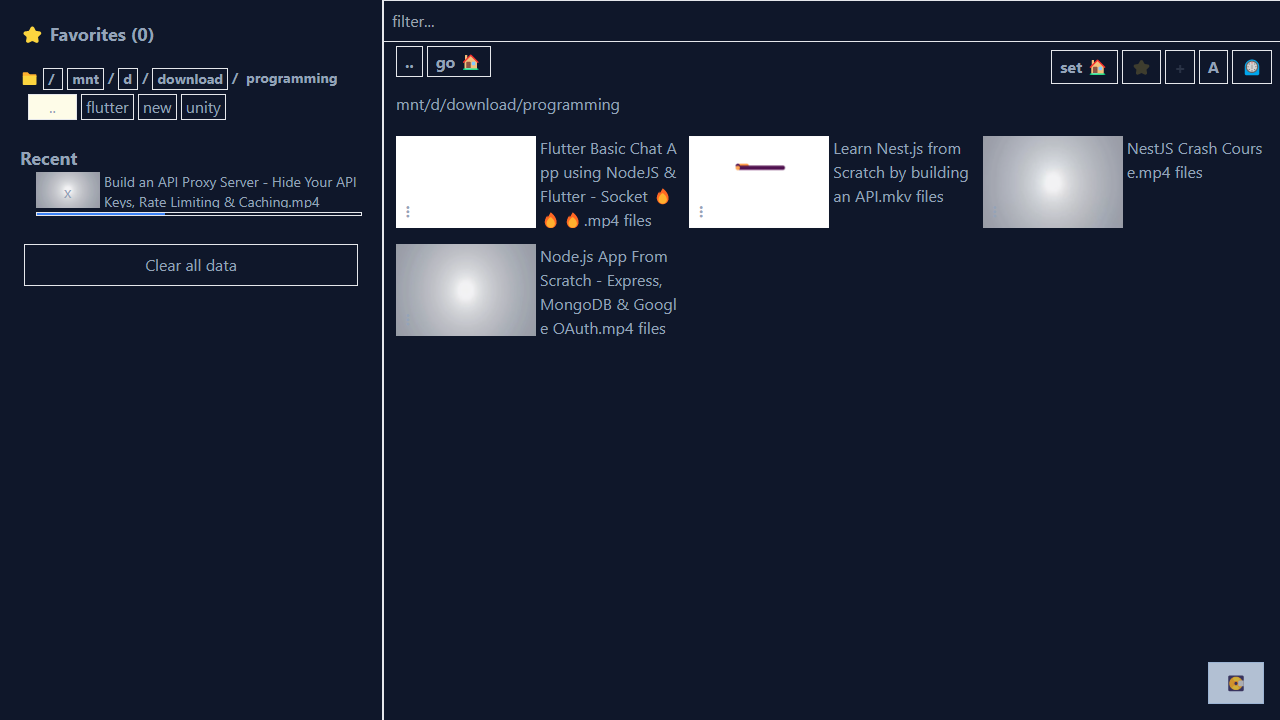 ⭐ Favorites (0)
/ mnt / d / download / programming
.. flutter new unity
Recent
x
Build an API Proxy Server - Hide Your API
Keys, Rate Limiting & Caching.mp4
Clear all data
filter...
.. go 🏠
set 🏠 ★ + A
mnt/d/download/programming
Flutter Basic Chat A
pp using NodeJS &
Flutter - Socket 🔥
🔥 🔥.mp4 files
Learn Nest.js from
Scratch by building
an API.mkv files
NestJS Crash Cours
e.mp4 files
Node.js App From
Scratch - Express,
MongoDB & Googl
e OAuth.mp4 files